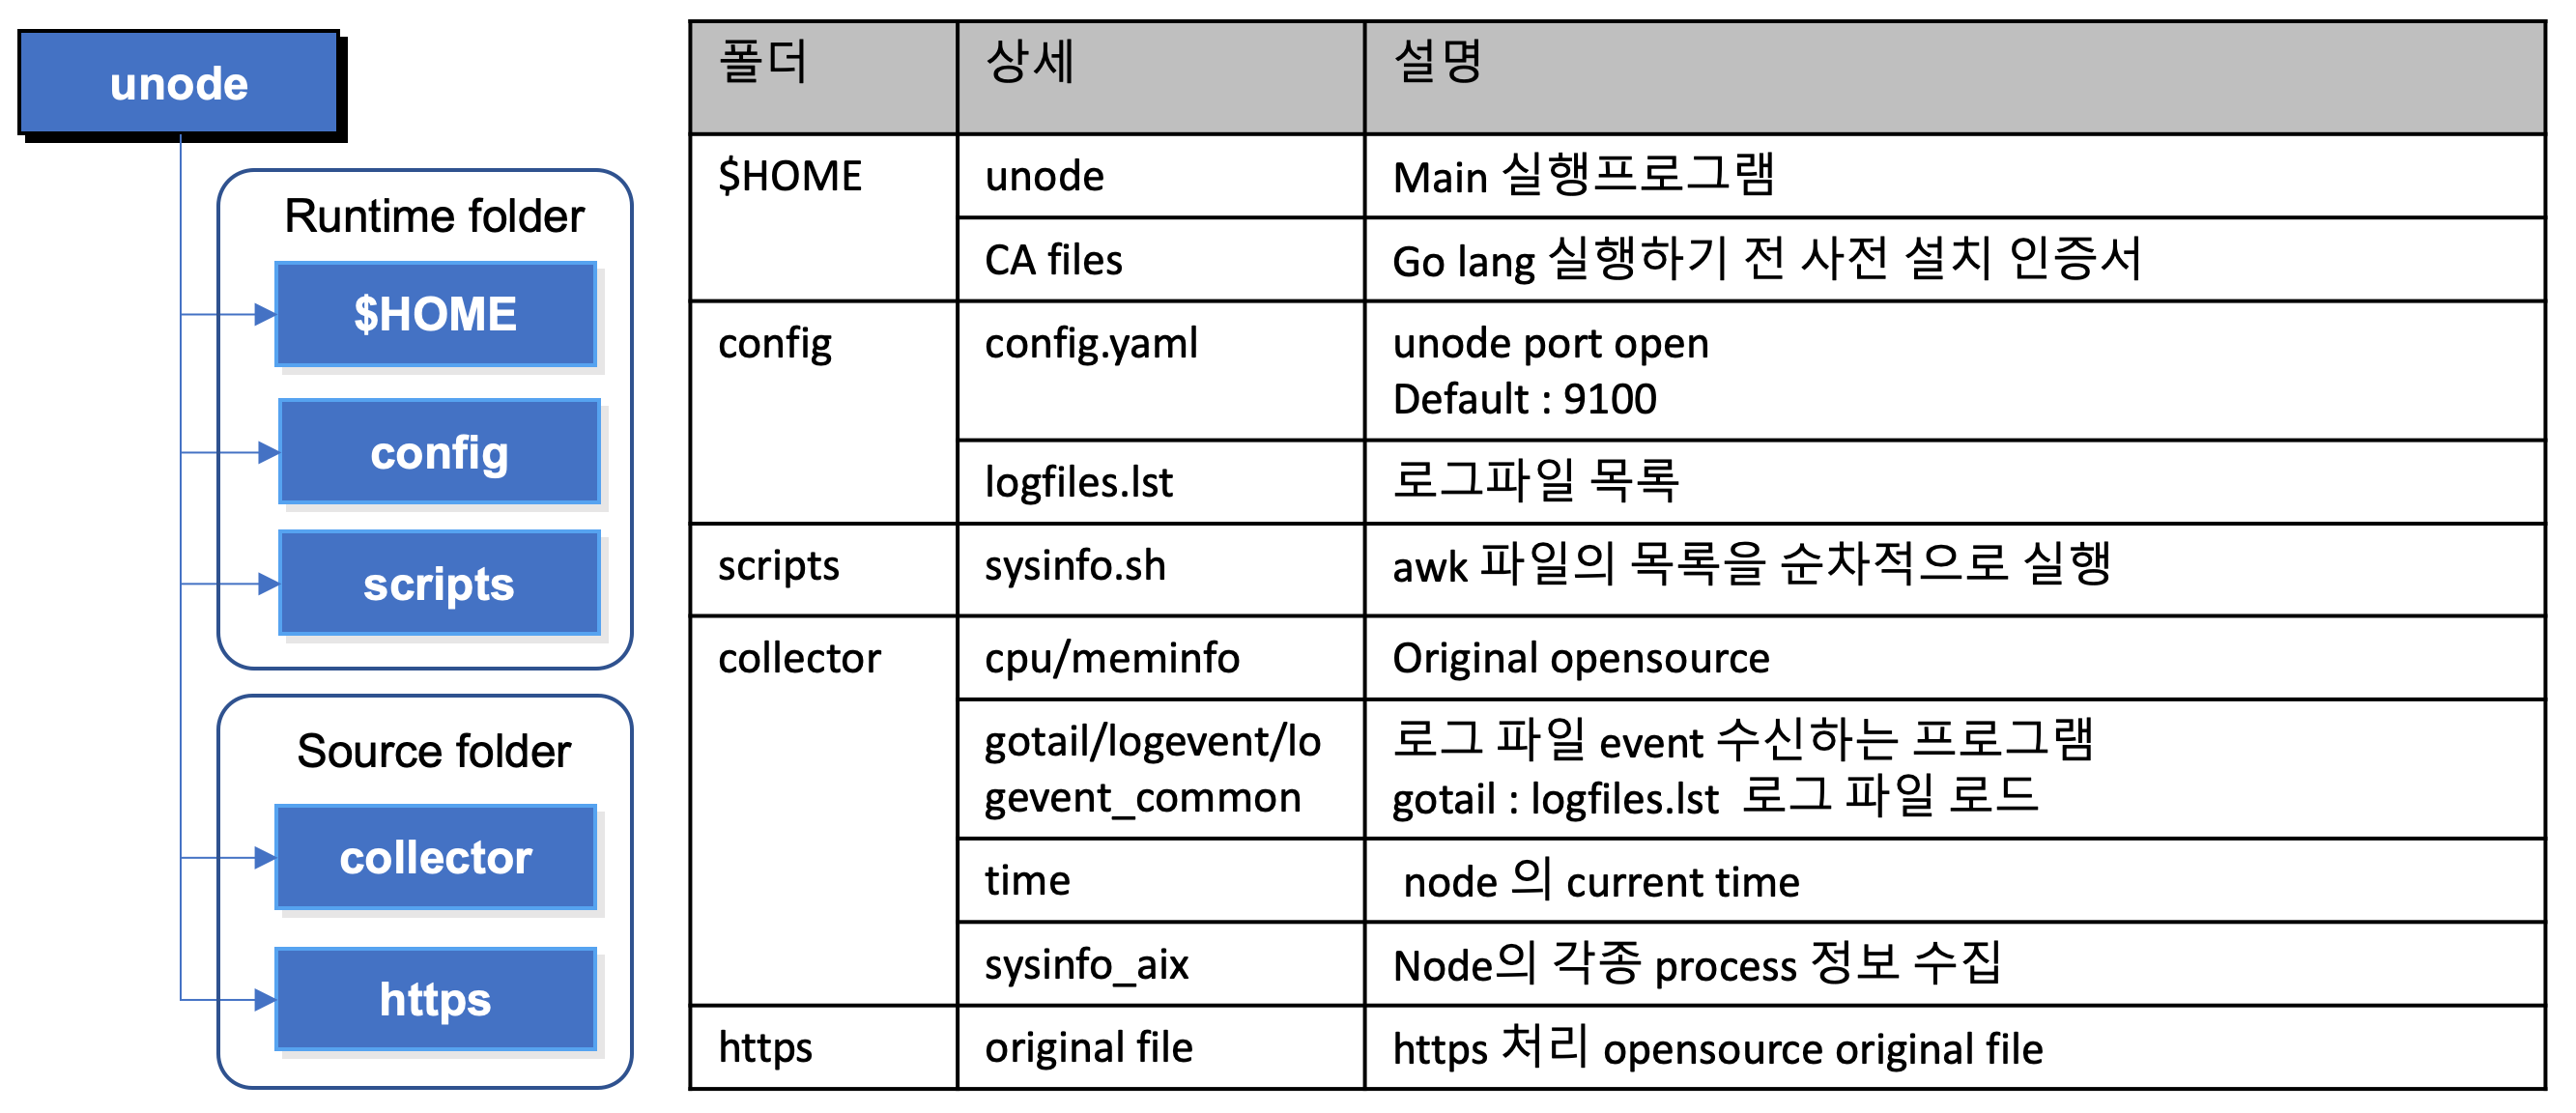 unode
Runtime folder
$HOME
config
scripts
Source folder
collector
https
폴더 상세 설명
$HOME unode Main 실행프로그램
CA files Go lang 실행하기 전 사전 설치 인증서
config config.yaml unode port open
Default : 9100
logfiles.lst 로그파일 목록
scripts sysinfo.sh awk 파일의 목록을 순차적으로 실행
collector cpu/meminfo Original opensource
gotail/logevent/lo 로그 파일 event 수신하는 프로그램
gevent_common gotail : logfiles.lst 로그 파일 로드
time node 의 current time
sysinfo_aix Node의 각종 process 정보 수집
https original file https 처리 opensource original file